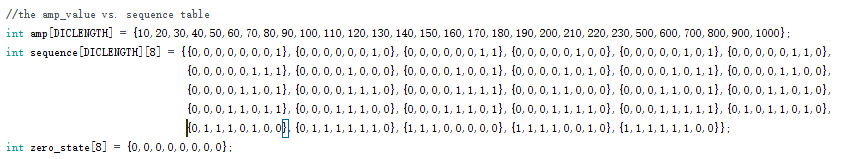 //the amp_value vs. sequence table
int amp[DICLENGTH] = {10,20,30,40,50,60,70,80,90,100,110,120,130,140,150,160,170,180,190,200,210,220,230,500,600,700,800,900,1000};
int sequence[DICLENGTH][8] = {{0,0,0,0,0,0,0,1},{0,0,0,0,0,0,1,0},{0,0,0,0,0,0,1,1},{0,0,0,0,0,1,0,0},{0,0,0,0,0,1,0,1},{0,0,0,0,0,1,1,0},
{0,0,0,0,0,1,1,1},{0,0,0,0,1,0,0,0},{0,0,0,0,1,0,0,1},{0,0,0,0,1,0,1,0},{0,0,0,0,1,0,1,1},{0,0,0,0,1,1,0,0},
{0,0,0,0,1,1,0,1},{0,0,0,0,1,1,1,0},{0,0,0,0,1,1,1,1},{0,0,0,1,1,0,0,0},{0,0,0,1,1,0,0,1},{0,0,0,1,1,0,1,0},
{0,0,0,1,1,0,1,1},{0,0,0,1,1,1,0,0},{0,0,0,1,1,1,0,1},{0,0,0,1,1,1,1,0},{0,0,0,1,1,1,1,1},{0,1,0,1,1,0,1,0},
{0,1,1,1,0,1,0,0},{0,1,1,1,1,1,1,0},{1,1,1,0,0,0,0,0},{1,1,1,1,0,0,1,0},{1,1,1,1,1,1,0,0}};
int zero_state[8] = {0,0,0,0,0,0,0,0};